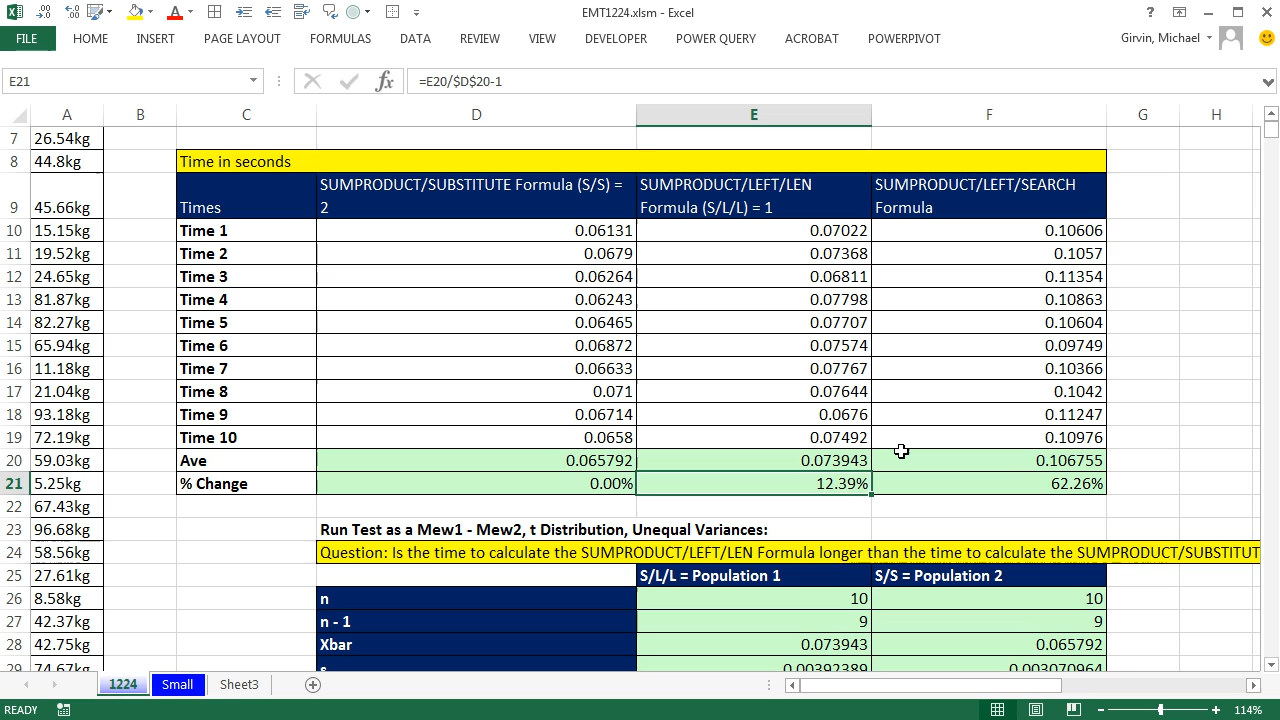 EMT1224.xlsm - Excel
FILE HOME INSERT PAGE LAYOUT FORMULAS DATA REVIEW VIEW DEVELOPER POWER QUERY ACROBAT POWERPIVOT Girvin, Michael
E21 fx =E20/$D$20-1
A B C D E F G H
7 26.54kg
8 44.8kg Time in seconds
SUMPRODUCT/SUBSTITUTE Formula (S/S) = SUMPRODUCT/LEFT/LEN SUMPRODUCT/LEFT/SEARCH
9 45.66kg Times 2 Formula (S/L/L) = 1 Formula
10 15.15kg Time 1 0.06131 0.07022 0.10606
11 19.52kg Time 2 0.0679 0.07368 0.1057
12 24.65kg Time 3 0.06264 0.06811 0.11354
13 81.87kg Time 4 0.06243 0.07798 0.10863
14 82.27kg Time 5 0.06465 0.07707 0.10604
15 65.94kg Time 6 0.06872 0.07574 0.09749
16 11.18kg Time 7 0.06633 0.07767 0.10366
17 21.04kg Time 8 0.071 0.07644 0.1042
18 93.18kg Time 9 0.06714 0.0676 0.11247
19 72.19kg Time 10 0.0658 0.07492 0.10976
20 59.03kg Ave 0.065792 0.073943 0.106755
21 5.25kg % Change 0.00% 12.39% 62.26%
22 67.43kg
23 96.68kg Run Test as a Mew1 - Mew2, t Distribution, Unequal Variances:
24 58.56kg Question: Is the time to calculate the SUMPRODUCT/LEFT/LEN Formula longer than the time to calculate the SUMPRODUCT/SUBSTITUT
25 27.61kg S/L/L = Population 1 S/S = Population 2
26 8.58kg n 10 10
27 42.37kg n - 1 9 9
28 42.75kg Xbar 0.073943 0.065792
29 74.67kg s 0.00392389 0.003070964
1224 Small Sheet3
READY 114%